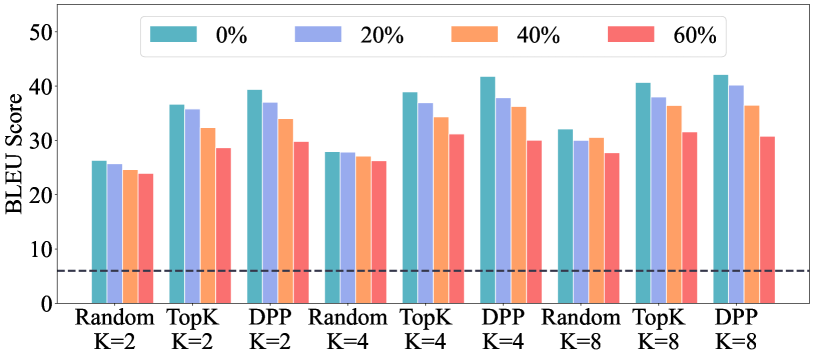 0% 20% 40% 60%
BLEU Score
50
40
30
20
10
0
Random TopK DPP Random TopK DPP Random TopK DPP
K=2 K=2 K=2 K=4 K=4 K=4 K=8 K=8 K=8